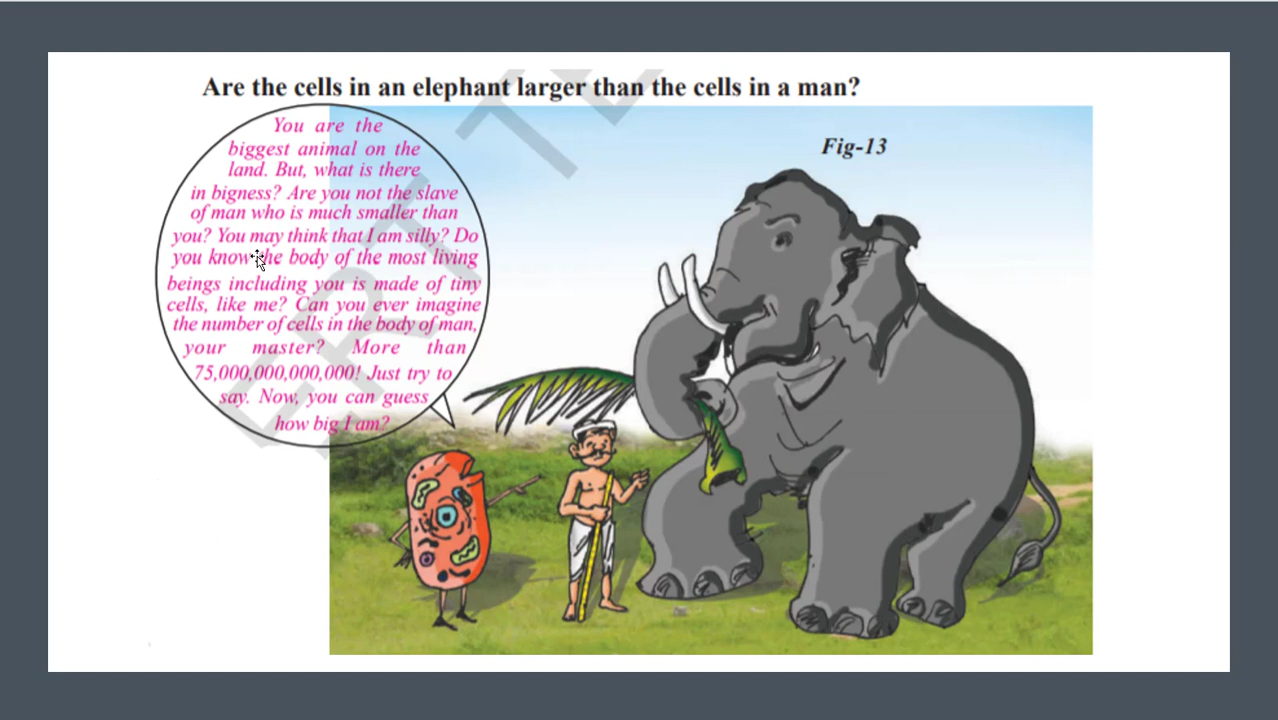 Are the cells in an elephant larger than the cells in a man?
You are the
biggest animal on the
land. But, what is there
in bigness? Are you not the slave
of man who is much smaller than
you? You may think that I am silly? Do
you know the body of the most living
beings including you is made of tiny
cells, like me? Can you ever imagine
the number of cells in the body of man,
your master? More than
75,000,000,000,000! Just try to
say. Now, you can guess
how big I am?
Fig-13